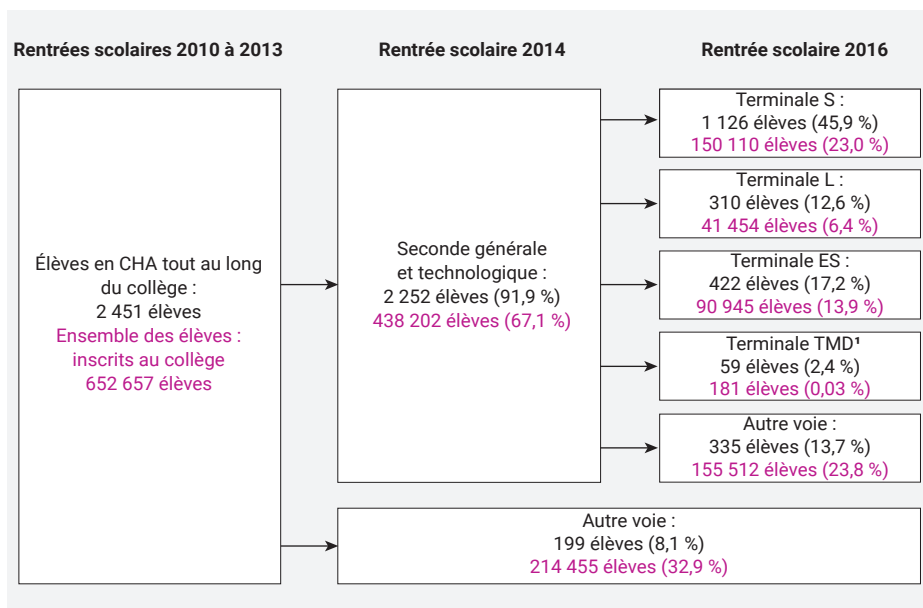 Rentrées scolaires 2010 à 2013
Rentrée scolaire 2014
Rentrée scolaire 2016
Élèves en CHA tout au long
du collège :
2 451 élèves
Ensemble des élèves :
inscrits au collège
652 657 élèves
Seconde générale
et technologique :
2 252 élèves (91,9 %)
438 202 élèves (67,1 %)
Terminale S :
1 126 élèves (45,9 %)
150 110 élèves (23,0 %)
Terminale L :
310 élèves (12,6 %)
41 454 élèves (6,4 %)
Terminale ES :
422 élèves (17,2 %)
90 945 élèves (13,9 %)
Terminale TMD¹
59 élèves (2,4 %)
181 élèves (0,03 %)
Autre voie :
335 élèves (13,7 %)
155 512 élèves (23,8 %)
Autre voie :
199 élèves (8,1 %)
214 455 élèves (32,9 %)